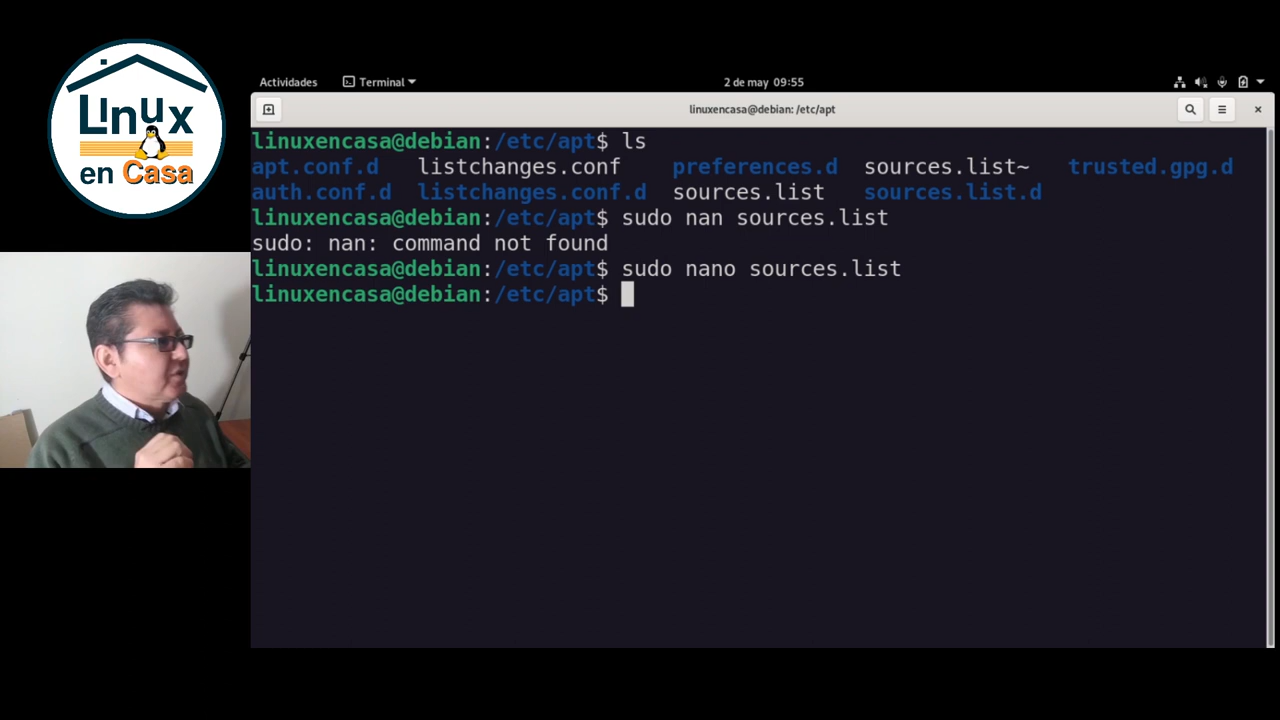 Linux
en Casa
Actividades Terminal 2 de may 09:55
linuxencasa@debian: /etc/apt
linuxencasa@debian:/etc/apt$ ls
apt.conf.d listchanges.conf preferences.d sources.list~ trusted.gpg.d
auth.conf.d listchanges.conf.d sources.list sources.list.d
linuxencasa@debian:/etc/apt$ sudo nan sources.list
sudo: nan: command not found
linuxencasa@debian:/etc/apt$ sudo nano sources.list
linuxencasa@debian:/etc/apt$